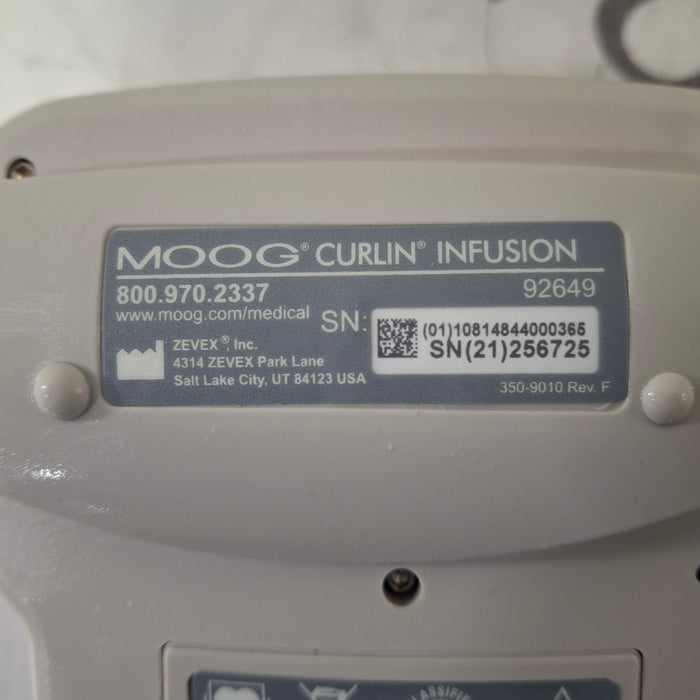 MOOG® CURLIN® INFUSION
800.970.2337 92649
www.moog.com/medical
SN:
(01)10814844000365
SN(21)256725
ZEVEX®, Inc.
4314 ZEVEX Park Lane
Salt Lake City, UT 84123 USA
350-9010 Rev. F
CLASSIFIED